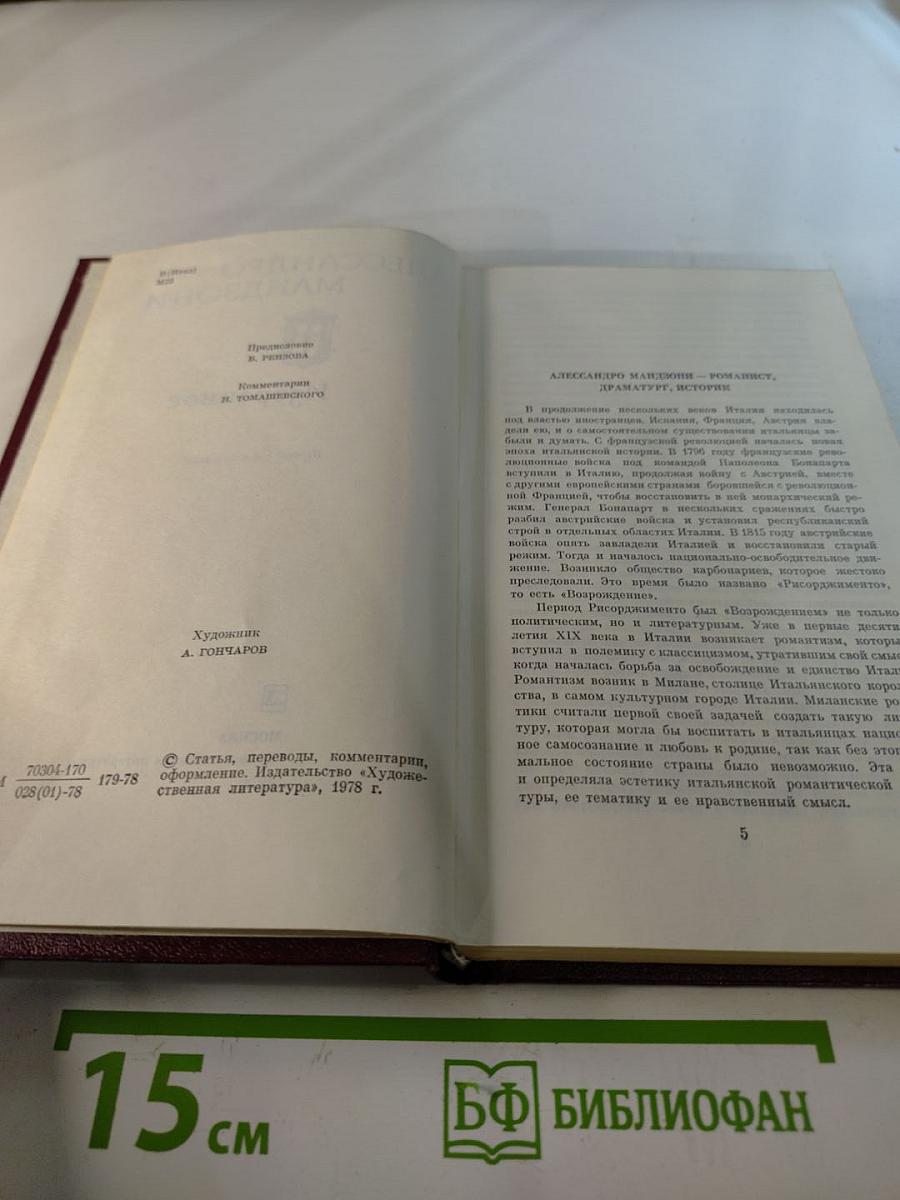 И(Итал)
М23
Предисловие
Б. РЕИЗОВА
Комментарии
Н. ТОМАШЕВСКОГО
Художник
А. ГОНЧАРОВ
70304-170
028(01)-78
179-78
© Статья, переводы, комментарии,
оформление. Издательство «Художе-
ственная литература», 1978 г.
АЛЕССАНДРО МАНДЗОНИ — РОМАНИСТ,
ДРАМАТУРГ, ИСТОРИК
В продолжение нескольких веков Италия находилась
под властью иностранцев. Испания, Франция, Австрия вла-
дели ею, и о самостоятельном существовании итальянцы за-
были и думать. С французской революцией началась новая
эпоха итальянской истории. В 1796 году французские рево-
люционные войска под командой Наполеона Бонапарта
вступили в Италию, продолжая войну с Австрией, вместе
с другими европейскими странами боровшейся с революцион-
ной Францией, чтобы восстановить в ней монархический ре-
жим. Генерал Бонапарт в нескольких сражениях быстро
разбил австрийские войска и установил республиканский
строй в отдельных областях Италии. В 1815 году австрийские
войска опять завладели Италией и восстановили старый
режим. Тогда и началось национально-освободительное дви-
жение. Возникло общество карбонариев, которое жестоко
преследовали. Это время было названо «Рисорджименто»,
то есть «Возрождение».
Период Рисорджименто был «Возрождением» не только
политическим, но и литературным. Уже в первые десяти
летия XIX века в Италии возникает романтизм, которы
вступил в полемику с классицизмом, утратившим свой смыс
когда началась борьба за освобождение и единство Итал
Романтизм возник в Милане, столице Итальянского корол
ства, в самом культурном городе Италии. Миланские ро
тики считали первой своей задачей создать такую ли
туру, которая могла бы воспитать в итальянцах нацио
ное самосознание и любовь к родине, так как без этог
мальное состояние страны было невозможно. Эта
и определяла эстетику итальянской романтической
туры, ее тематику и ее нравственный смысл.
5
15 см
БФ БИБЛИОФАН